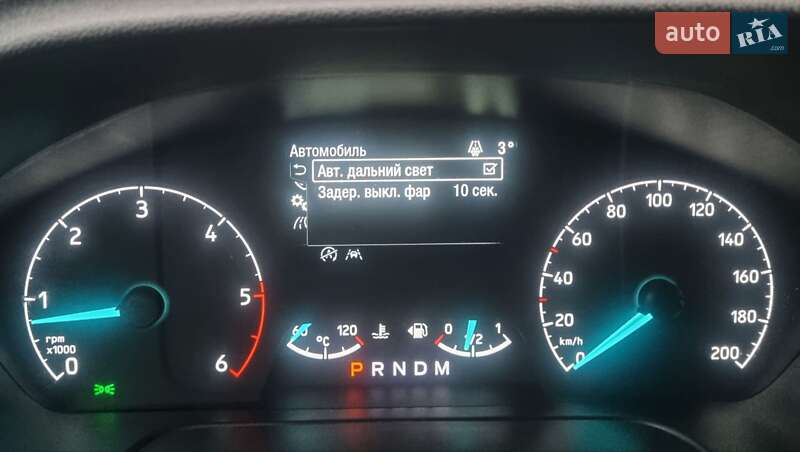 auto RIA .com
Автомобиль 3°
Авт. дальний свет
Задер. выкл. фар 10 сек.
0 1 2 3 4 5 6
rpm
x1000
60 120
°C
0 1/2 1
P R N D M
0 20 40 60 80 100 120 140 160 180 200
km/h